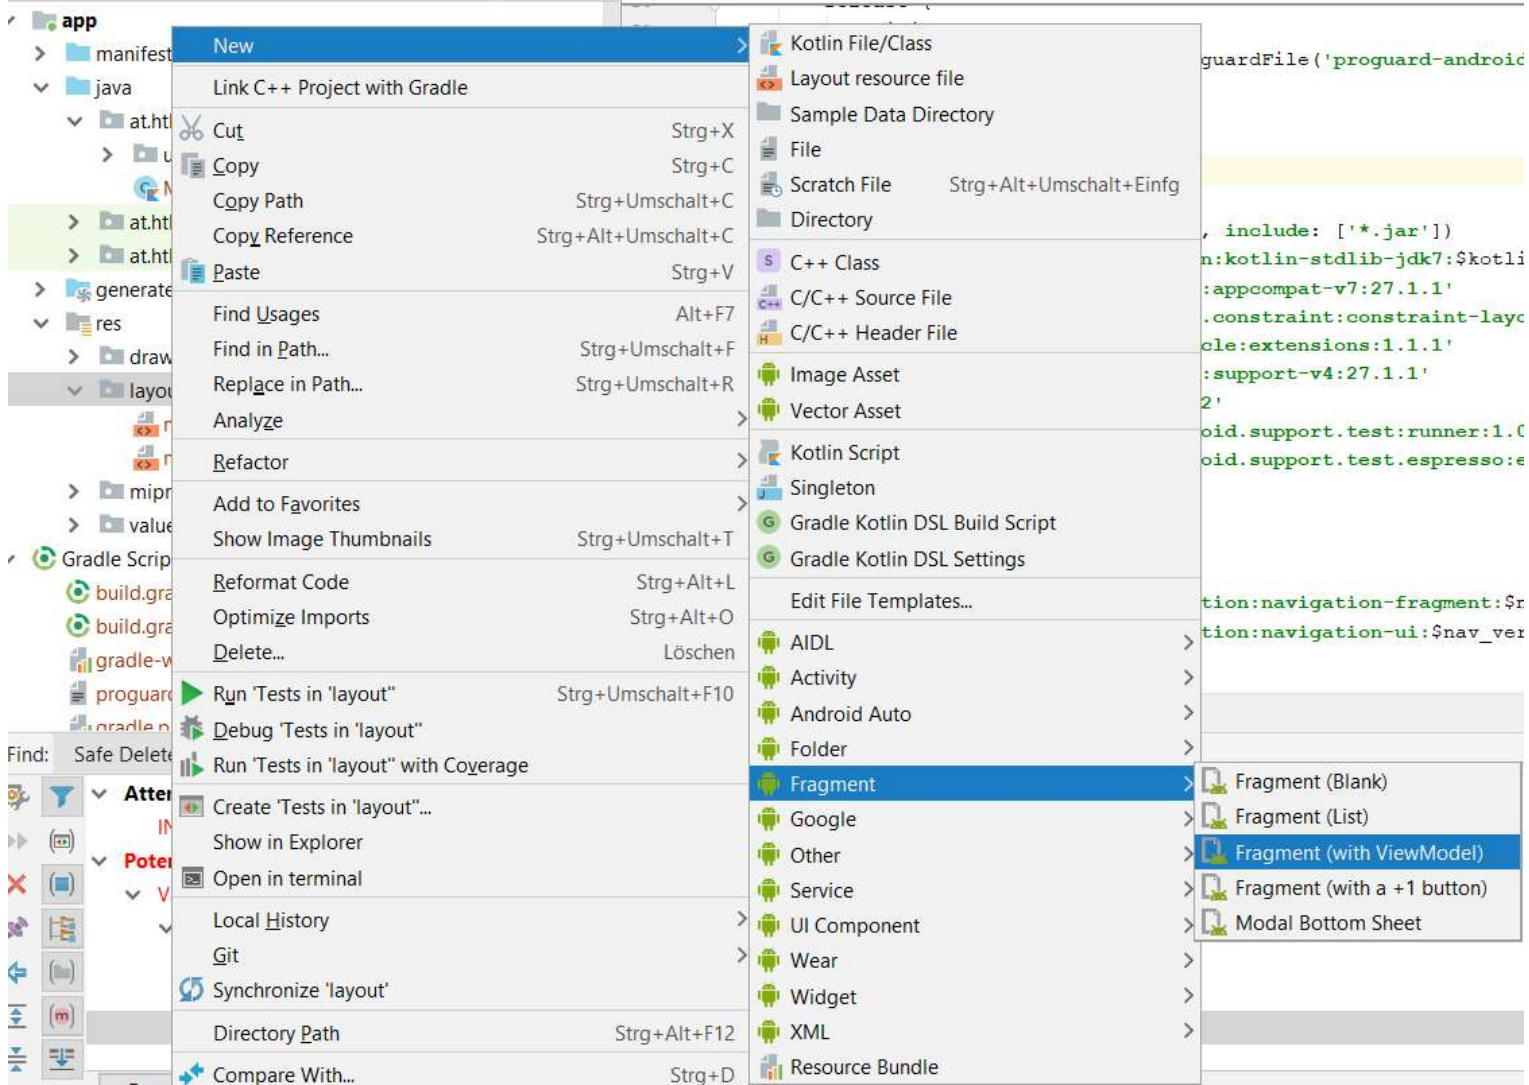 app
manifest
java
at.htl
at.htl
at.htl
generate
res
draw
layou
mipr
value
Gradle Scrip
build.gra
build.gra
gradle-w
proguard
gradle.p
Find: Safe Delete
Atter
IN
Poter
V
New
Link C++ Project with Gradle
Cut Strg+X
Copy Strg+C
Copy Path Strg+Umschalt+C
Copy Reference Strg+Alt+Umschalt+C
Paste Strg+V
Find Usages Alt+F7
Find in Path... Strg+Umschalt+F
Replace in Path... Strg+Umschalt+R
Analyze
Refactor
Add to Favorites
Show Image Thumbnails Strg+Umschalt+T
Reformat Code Strg+Alt+L
Optimize Imports Strg+Alt+O
Delete... Löschen
Run 'Tests in 'layout'' Strg+Umschalt+F10
Debug 'Tests in 'layout''
Run 'Tests in 'layout'' with Coverage
Create 'Tests in 'layout''...
Show in Explorer
Open in terminal
Local History
Git
Synchronize 'layout'
Directory Path Strg+Alt+F12
Compare With... Strg+D
Kotlin File/Class
Layout resource file
Sample Data Directory
File
Scratch File Strg+Alt+Umschalt+Einfg
Directory
C++ Class
C/C++ Source File
C/C++ Header File
Image Asset
Vector Asset
Kotlin Script
Singleton
Gradle Kotlin DSL Build Script
Gradle Kotlin DSL Settings
Edit File Templates...
AIDL
Activity
Android Auto
Folder
Fragment
Google
Other
Service
UI Component
Wear
Widget
XML
Resource Bundle
Fragment (Blank)
Fragment (List)
Fragment (with ViewModel)
Fragment (with a +1 button)
Modal Bottom Sheet
guardFile('proguard-android
, include: ['*.jar'])
n:kotlin-stdlib-jdk7:$kotli
:appcompat-v7:27.1.1'
.constraint:constraint-layo
cle:extensions:1.1.1'
:support-v4:27.1.1'
2'
oid.support.test:runner:1.0
oid.support.test.espresso:e
tion:navigation-fragment:$n
tion:navigation-ui:$nav_ver